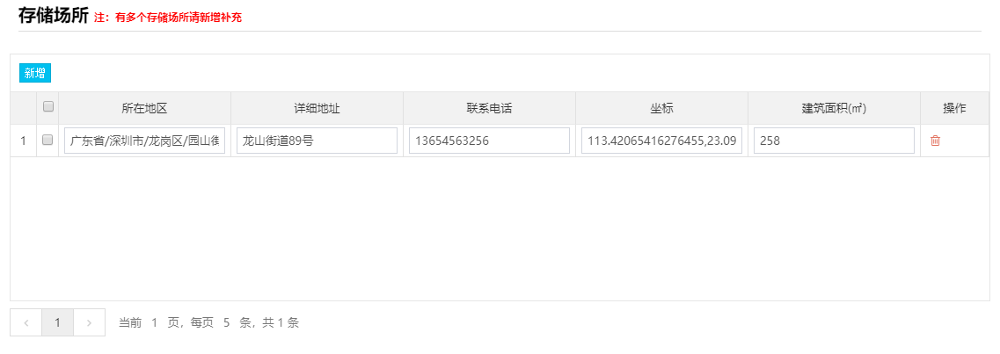 存储场所 注：有多个存储场所请新增补充
新增
所在地区 详细地址 联系电话 坐标 建筑面积(㎡) 操作
1 广东省/深圳市/龙岗区/园山街 龙山街道89号 13654563256 113.42065416276455,23.09 258
1 当前 1 页，每页 5 条，共 1 条